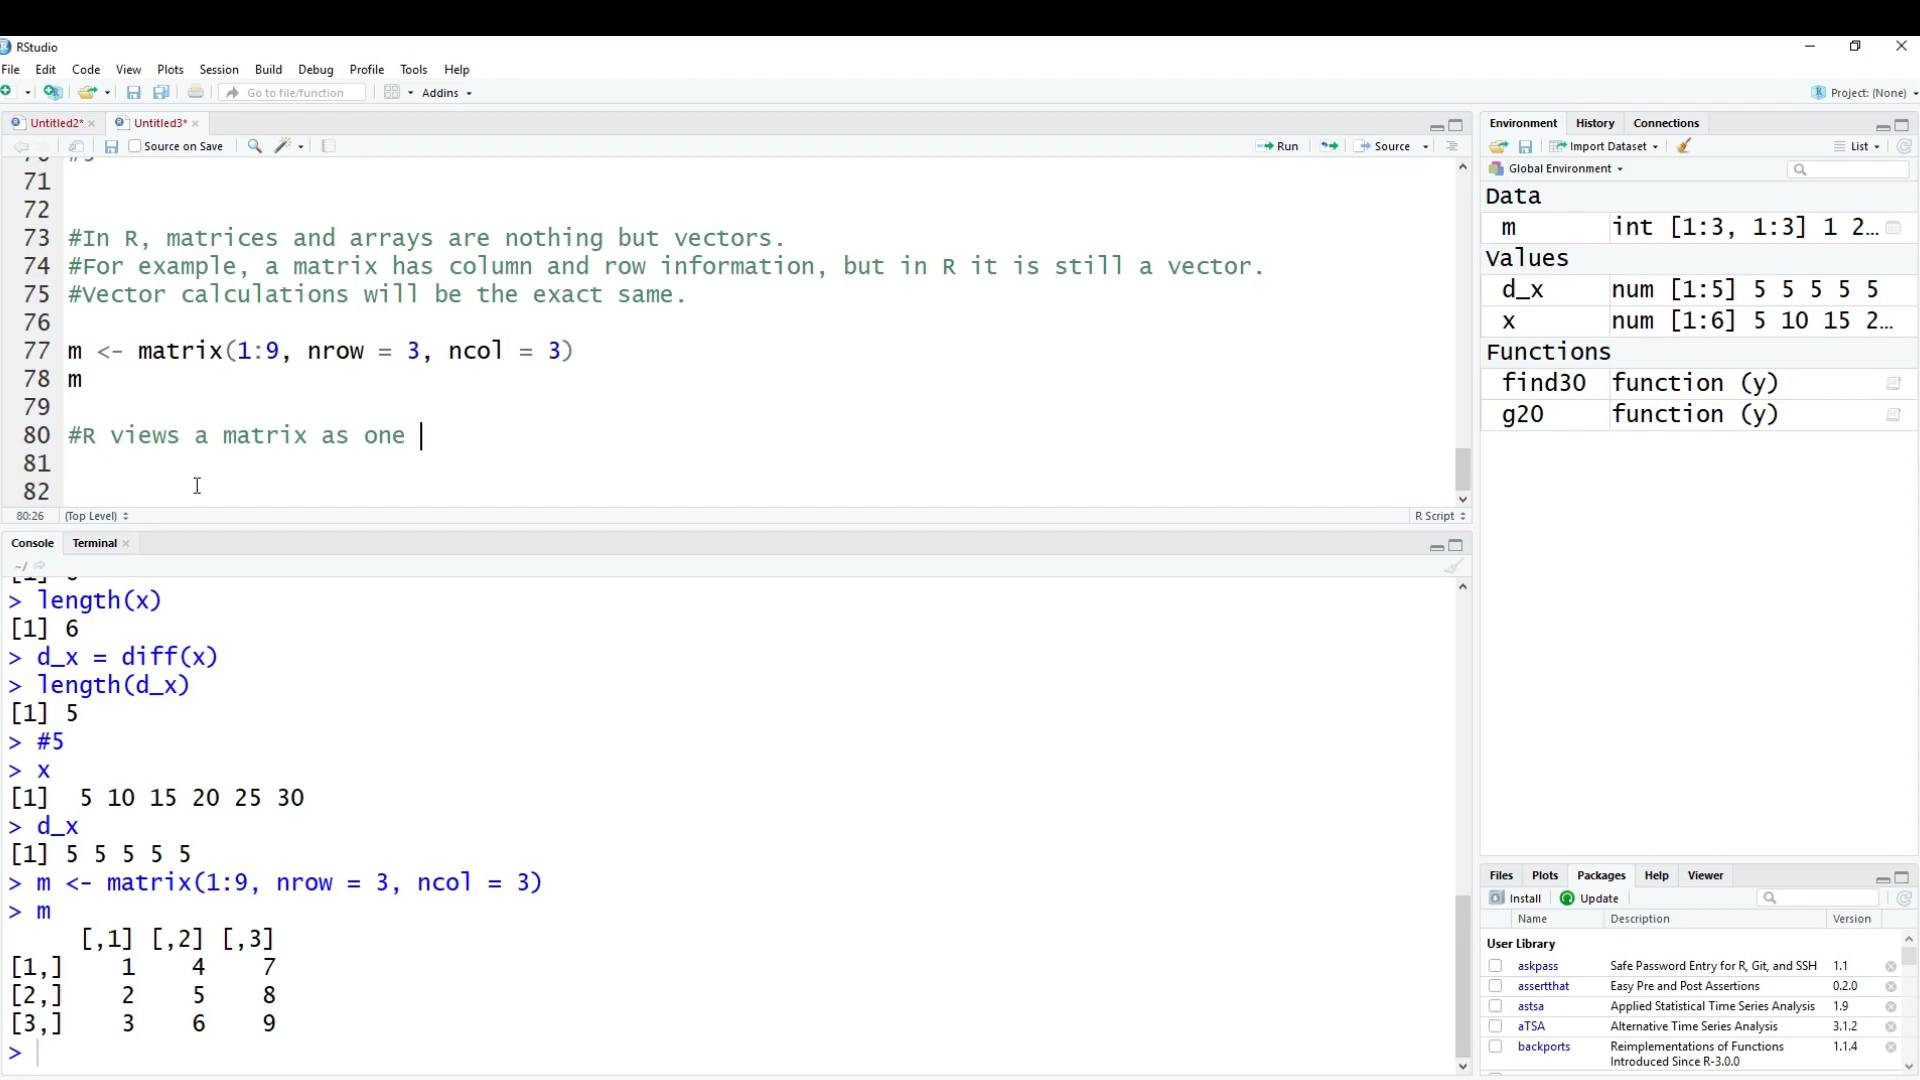 RStudio
File Edit Code View Plots Session Build Debug Profile Tools Help
Go to file/function Addins Project: (None)
Untitled2* Untitled3*
Source on Save Run Source
71
72
73 #In R, matrices and arrays are nothing but vectors.
74 #For example, a matrix has column and row information, but in R it is still a vector.
75 #Vector calculations will be the exact same.
76
77 m <- matrix(1:9, nrow = 3, ncol = 3)
78 m
79
80 #R views a matrix as one
81
82
80:26 (Top Level) R Script
Console Terminal
~/
> length(x)
[1] 6
> d_x = diff(x)
> length(d_x)
[1] 5
> #5
> x
[1]  5 10 15 20 25 30
> d_x
[1] 5 5 5 5 5
> m <- matrix(1:9, nrow = 3, ncol = 3)
> m
     [,1] [,2] [,3]
[1,]    1    4    7
[2,]    2    5    8
[3,]    3    6    9
>
Environment History Connections
Import Dataset List
Global Environment
Data
m int [1:3, 1:3] 1 2...
Values
d_x num [1:5] 5 5 5 5 5
x num [1:6] 5 10 15 2...
Functions
find30 function (y)
g20 function (y)
Files Plots Packages Help Viewer
Install Update
Name Description Version
User Library
askpass Safe Password Entry for R, Git, and SSH 1.1
assertthat Easy Pre and Post Assertions 0.2.0
astsa Applied Statistical Time Series Analysis 1.9
aTSA Alternative Time Series Analysis 3.1.2
backports Reimplementations of Functions 1.1.4
Introduced Since R-3.0.0